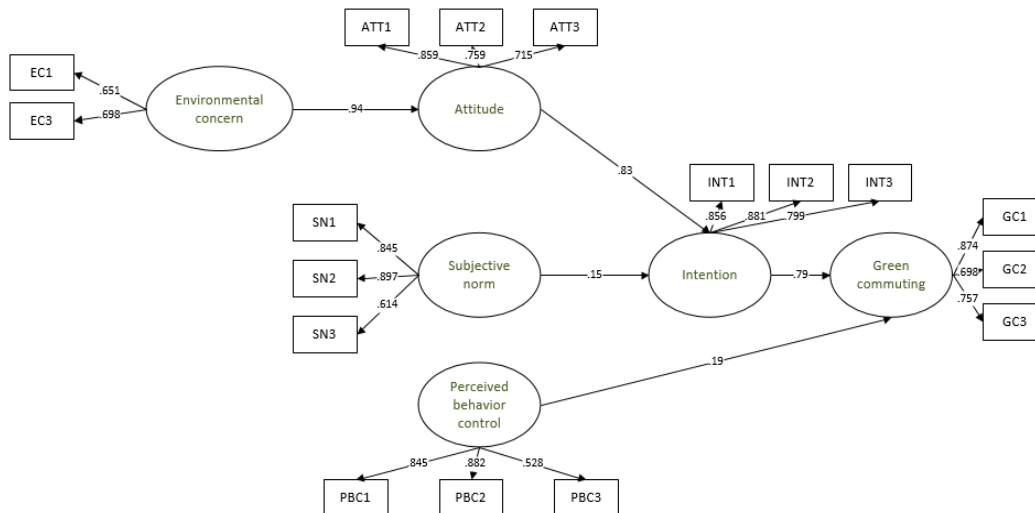 ATT1
ATT2
ATT3
.859
.759
.715
EC1
EC3
.651
.698
Environmental
concern
.94
Attitude
.83
INT1
INT2
INT3
.856
.881
.799
SN1
SN2
SN3
.845
.897
.614
Subjective
norm
.15
Intention
.79
Green
commuting
GC1
GC2
GC3
.874
.698
.757
.19
Perceived
behavior
control
.845
.882
.528
PBC1
PBC2
PBC3